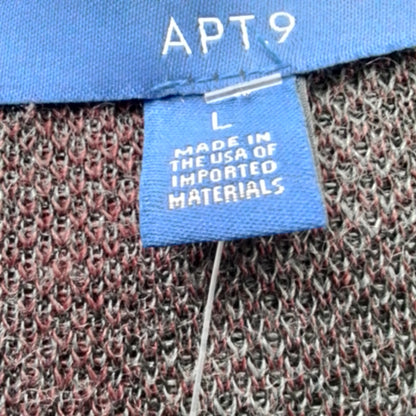 APT.9
L
MADE IN
THE USA OF
IMPORTED
MATERIALS